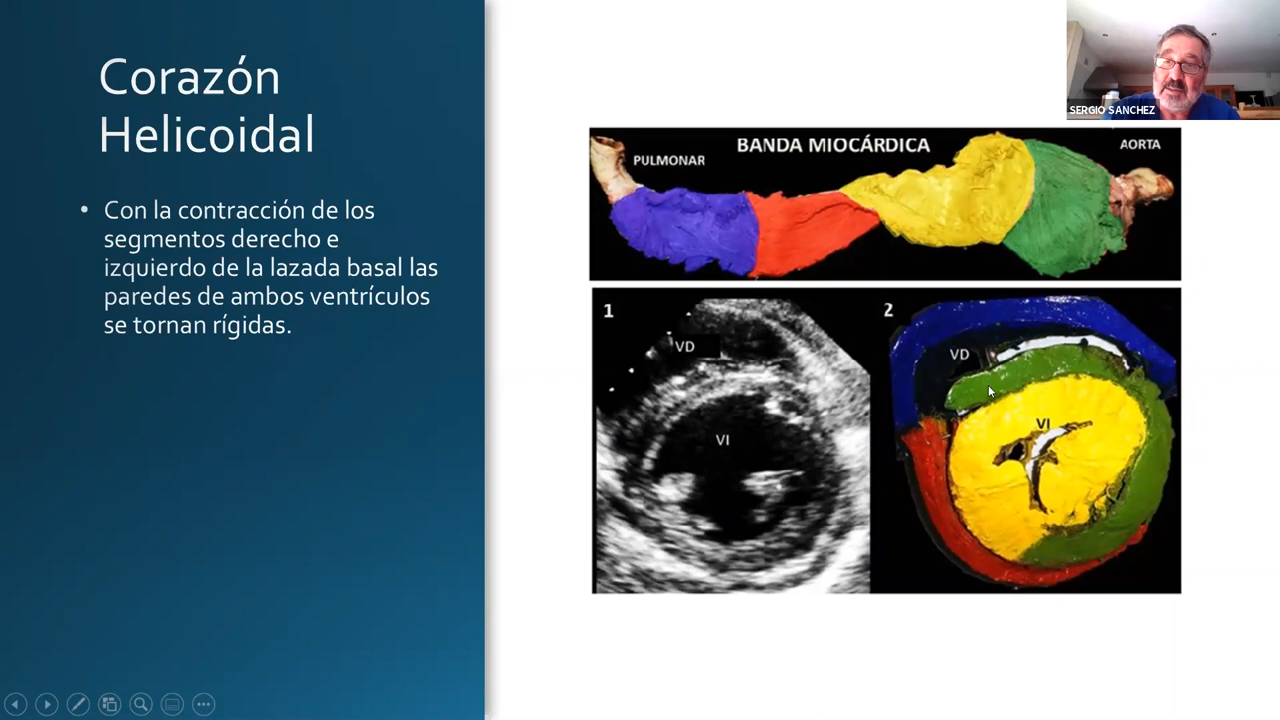 Corazón
Helicoidal
• Con la contracción de los
segmentos derecho e
izquierdo de la lazada basal las
paredes de ambos ventrículos
se tornan rígidas.
SERGIO SANCHEZ
PULMONAR
BANDA MIOCÁRDICA
AORTA
1
VD
VI
2
VD
VI